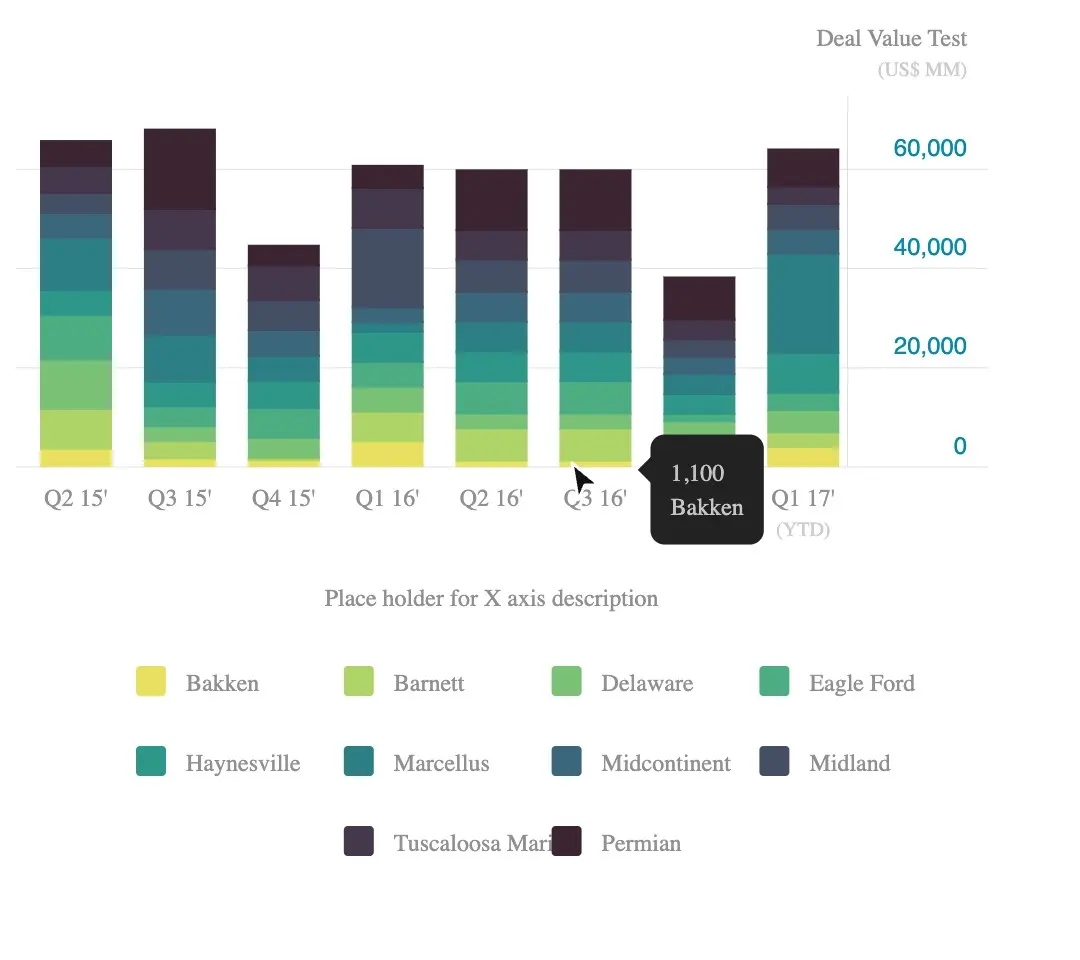 Deal Value Test
(US$ MM)
60,000
40,000
20,000
0
Q2 15'
Q3 15'
Q4 15'
Q1 16'
Q2 16'
Q3 16'
Q1 17'
(YTD)
1,100
Bakken
Place holder for X axis description
Bakken
Barnett
Delaware
Eagle Ford
Haynesville
Marcellus
Midcontinent
Midland
Tuscaloosa Mari
Permian